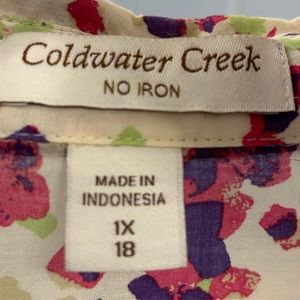 Coldwater Creek
NO IRON
MADE IN
INDONESIA
1X
18